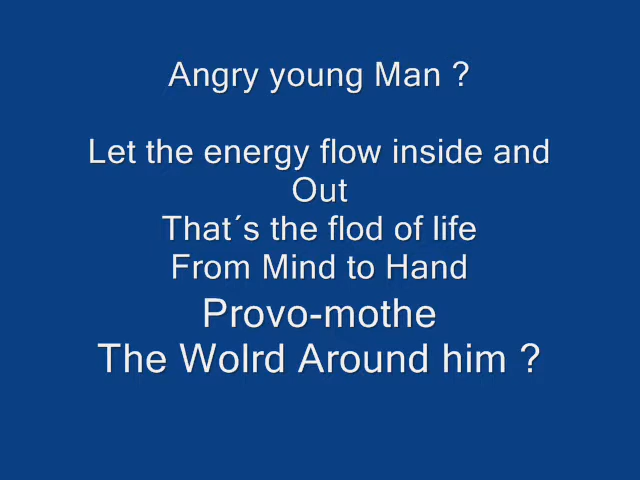 Angry young Man ?
Let the energy flow inside and
Out
That´s the flod of life
From Mind to Hand
Provo-mothe
The Wolrd Around him ?